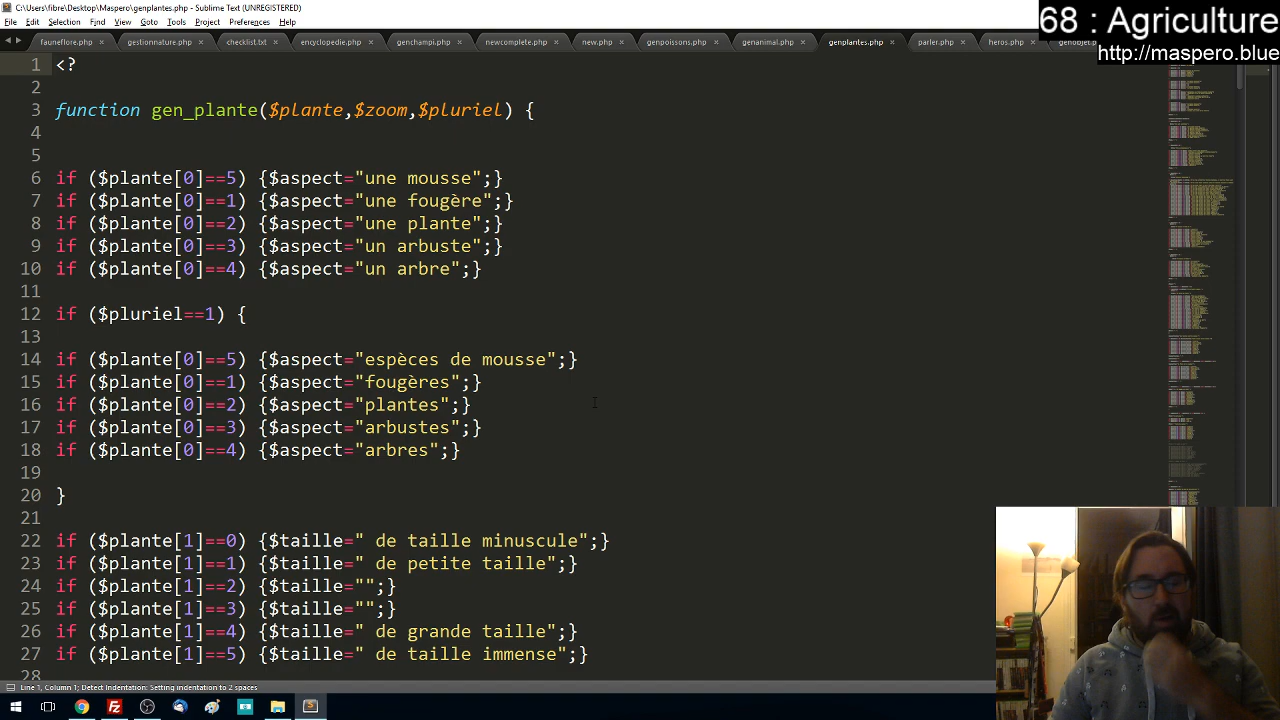 C:\Users\fibre\Desktop\Maspero\genplantes.php - Sublime Text (UNREGISTERED)
File Edit Selection Find View Goto Tools Project Preferences Help
68 : Agriculture
http://maspero.blue
fauneflore.php × gestionnature.php × checklist.txt × encyclopedie.php × genchampi.php × newcomplete.php × new.php × genpoissons.php × genanimal.php × genplantes.php × parler.php × heros.php × genobjet.php
1 <?
2
3 function gen_plante($plante,$zoom,$pluriel) {
4
5
6 if ($plante[0]==5) {$aspect="une mousse";}
7 if ($plante[0]==1) {$aspect="une fougère";}
8 if ($plante[0]==2) {$aspect="une plante";}
9 if ($plante[0]==3) {$aspect="un arbuste";}
10 if ($plante[0]==4) {$aspect="un arbre";}
11
12 if ($pluriel==1) {
13
14 if ($plante[0]==5) {$aspect="espèces de mousse";}
15 if ($plante[0]==1) {$aspect="fougères";}
16 if ($plante[0]==2) {$aspect="plantes";}
17 if ($plante[0]==3) {$aspect="arbustes";}
18 if ($plante[0]==4) {$aspect="arbres";}
19
20 }
21
22 if ($plante[1]==0) {$taille=" de taille minuscule";}
23 if ($plante[1]==1) {$taille=" de petite taille";}
24 if ($plante[1]==2) {$taille="";}
25 if ($plante[1]==3) {$taille="";}
26 if ($plante[1]==4) {$taille=" de grande taille";}
27 if ($plante[1]==5) {$taille=" de taille immense";}
28
Line 1, Column 1; Detect Indentation: Setting indentation to 2 spaces